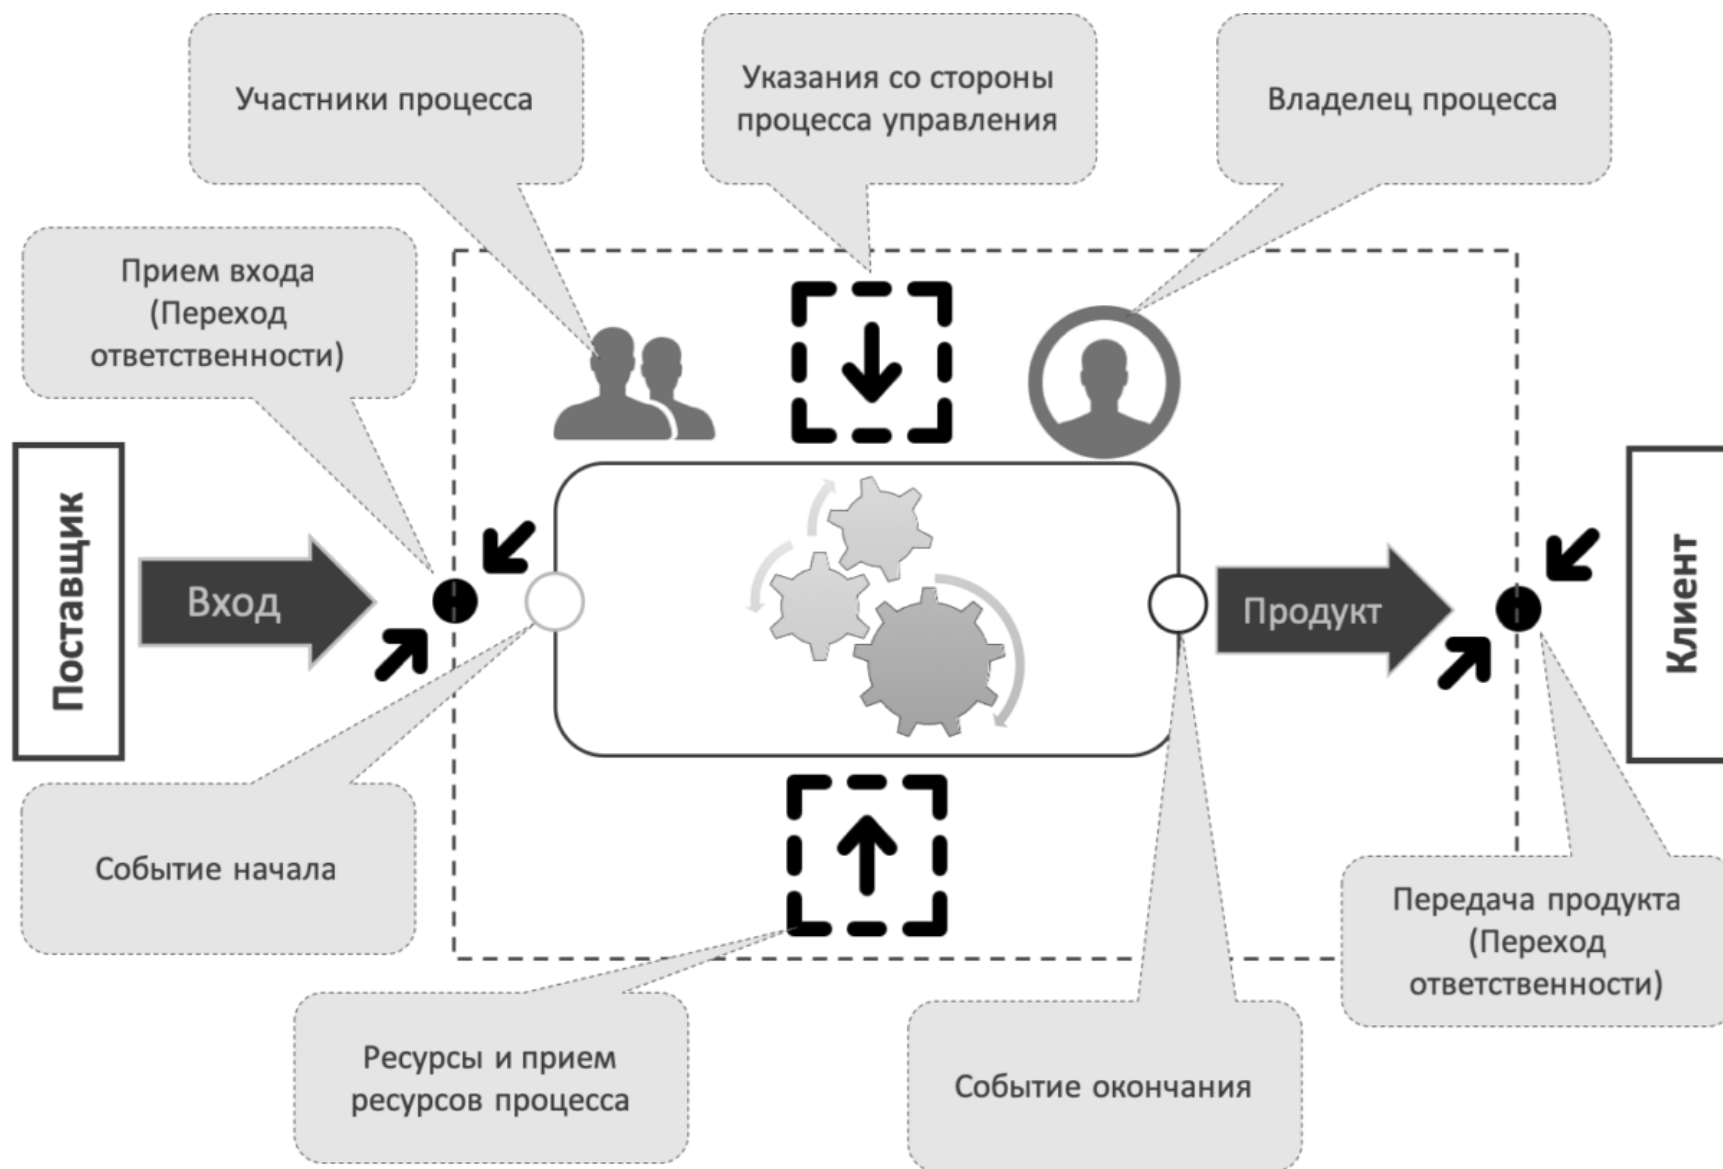 Участники процесса
Указания со стороны
процесса управления
Владелец процесса
Прием входа
(Переход
ответственности)
Поставщик
Вход
Продукт
Клиент
Событие начала
Передача продукта
(Переход
ответственности)
Ресурсы и прием
ресурсов процесса
Событие окончания